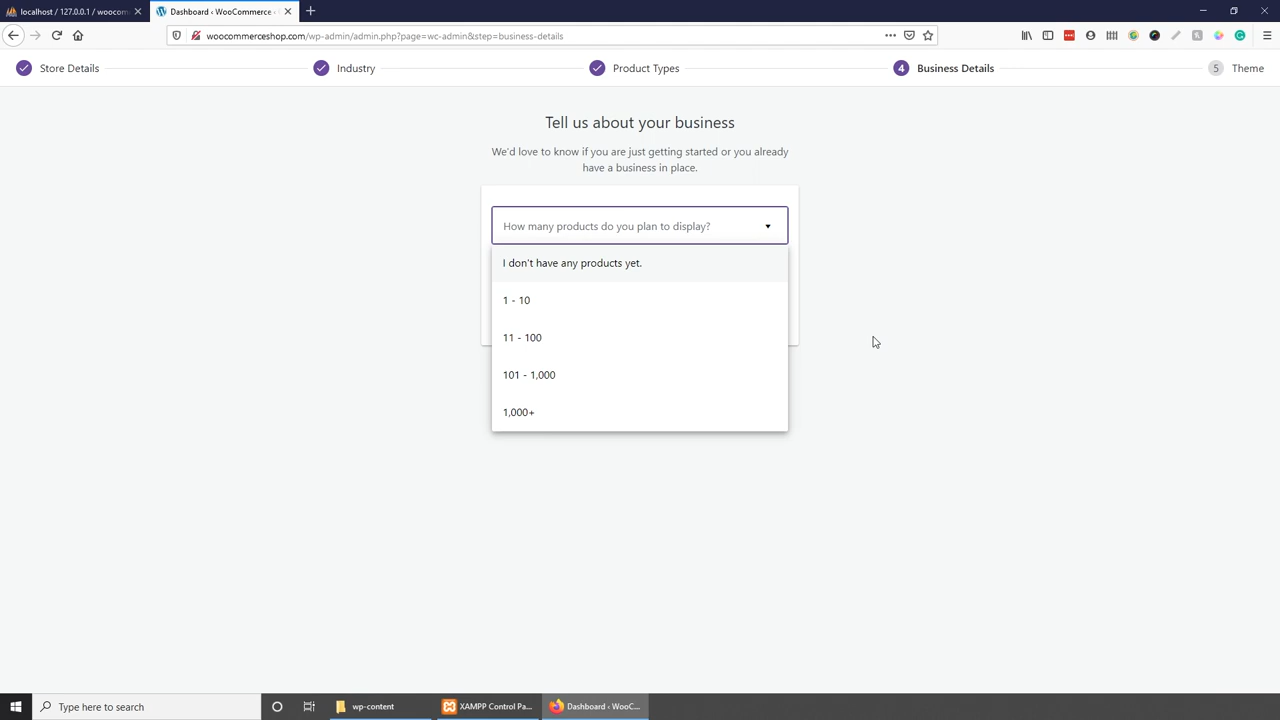 localhost / 127.0.0.1 / woocom
Dashboard ‹ WooCommerce ‹
woocommerceshop.com/wp-admin/admin.php?page=wc-admin&step=business-details
Store Details
Industry
Product Types
4 Business Details
5 Theme
Tell us about your business
We'd love to know if you are just getting started or you already
have a business in place.
How many products do you plan to display?
I don't have any products yet.
1 - 10
11 - 100
101 - 1,000
1,000+
Type here to search
wp-content
XAMPP Control Pa...
Dashboard ‹ WooC...